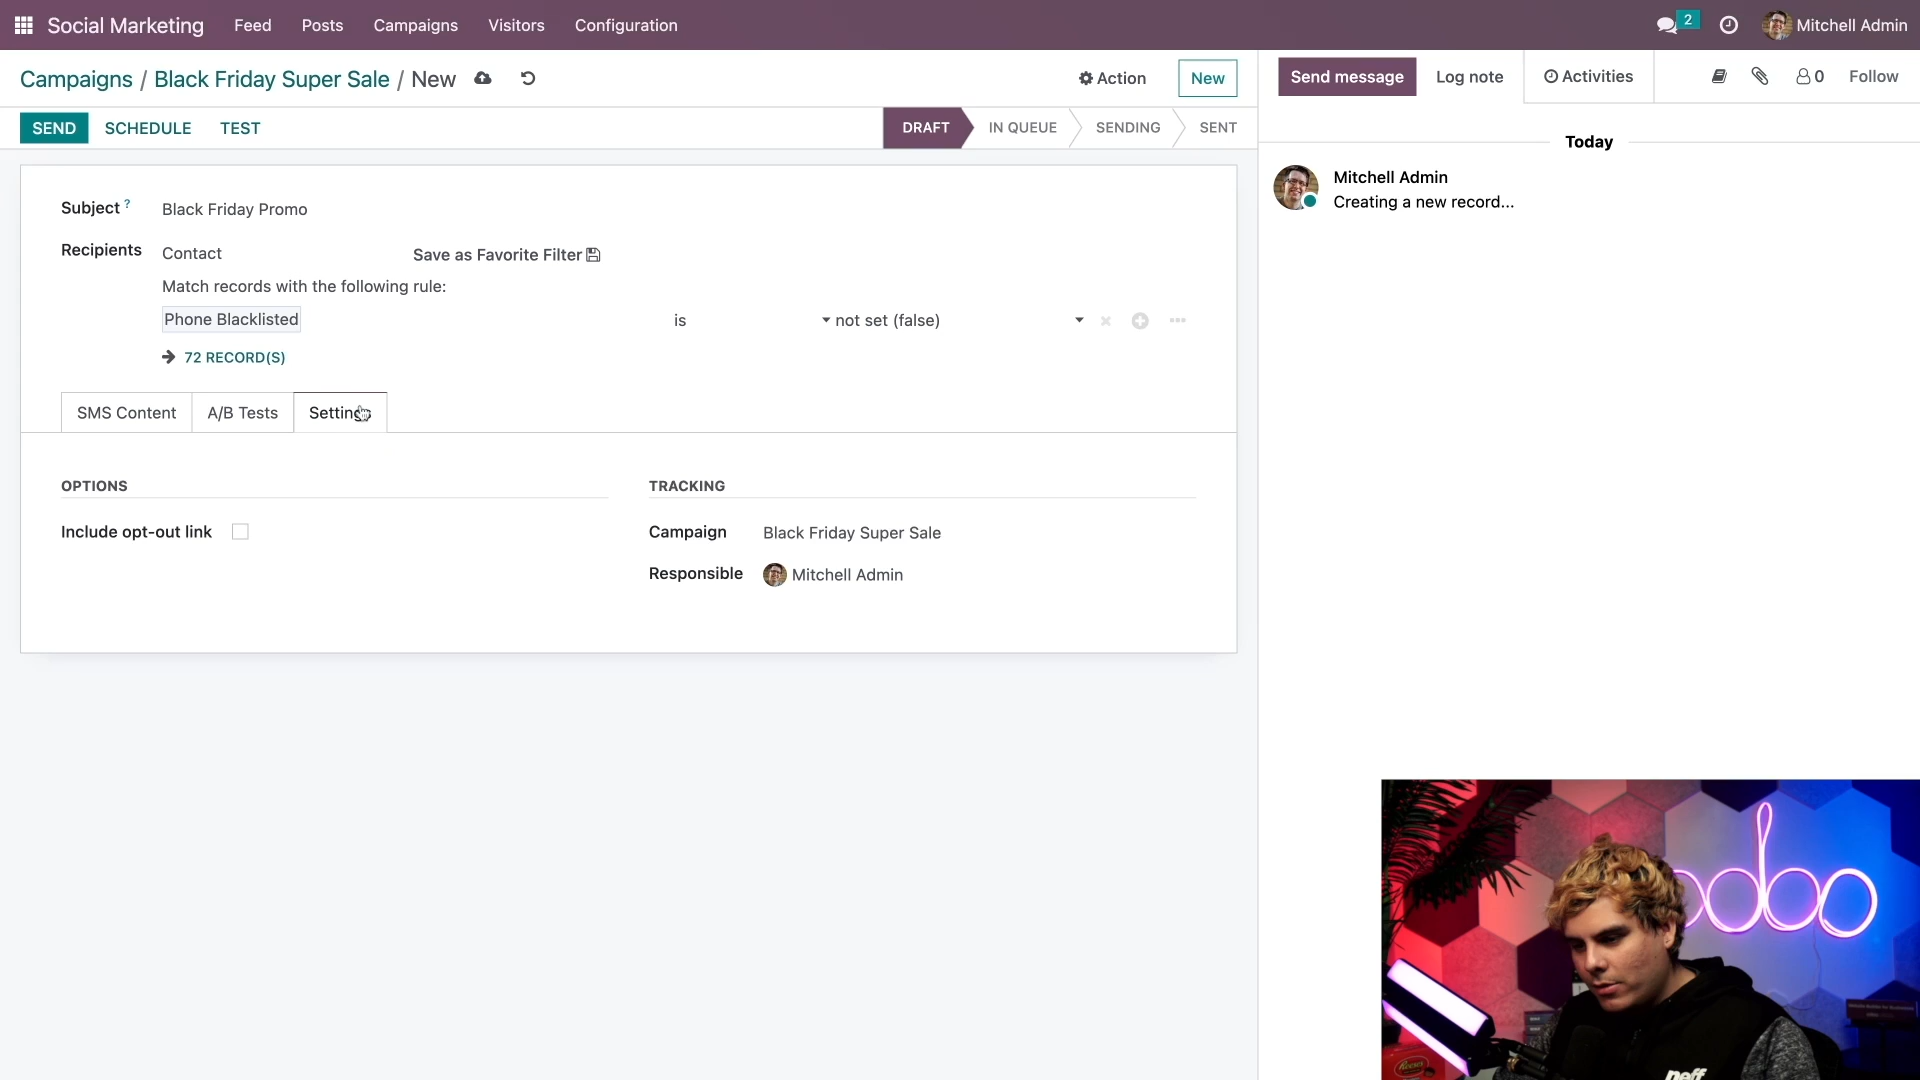 Social Marketing Feed Posts Campaigns Visitors Configuration 2 Mitchell Admin
Campaigns / Black Friday Super Sale / New Action New
Send message Log note Activities 0 Follow
SEND SCHEDULE TEST DRAFT IN QUEUE SENDING SENT
Today
Mitchell Admin
Creating a new record...
Subject ? Black Friday Promo
Recipients Contact Save as Favorite Filter
Match records with the following rule:
Phone Blacklisted is not set (false)
72 RECORD(S)
SMS Content A/B Tests Settings
OPTIONS
Include opt-out link
TRACKING
Campaign Black Friday Super Sale
Responsible Mitchell Admin
odoo
Reese's
neff